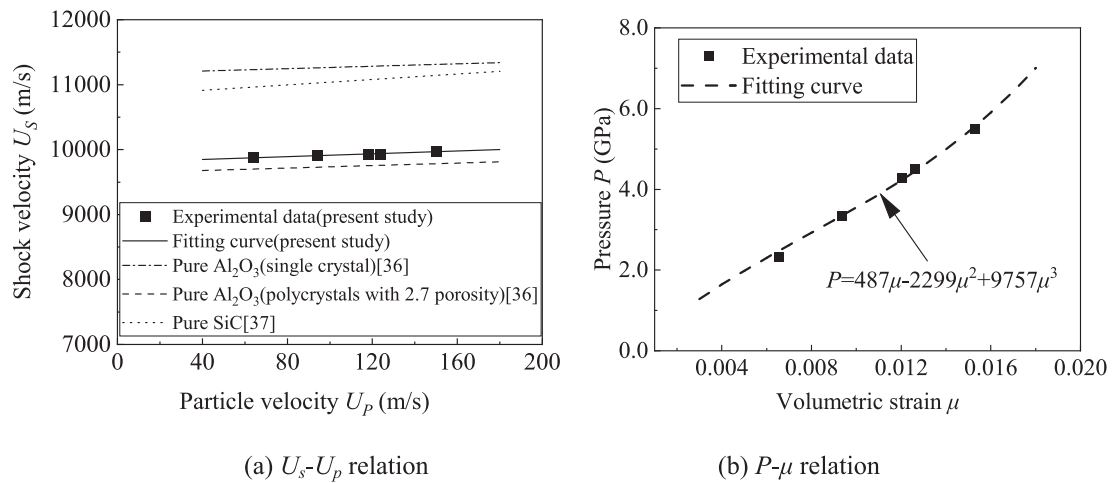 12000
11000
10000
9000
8000
7000
Shock velocity U_S (m/s)
Experimental data(present study)
Fitting curve(present study)
Pure Al₂O₃(single crystal)[36]
Pure Al₂O₃(polycrystals with 2.7 porosity)[36]
Pure SiC[37]
0 40 80 120 160 200
Particle velocity U_P (m/s)
(a) U_s-U_p relation
8.0
6.0
4.0
2.0
0.0
Pressure P (GPa)
Experimental data
Fitting curve
P=487μ-2299μ²+9757μ³
0.004 0.008 0.012 0.016 0.020
Volumetric strain μ
(b) P-μ relation